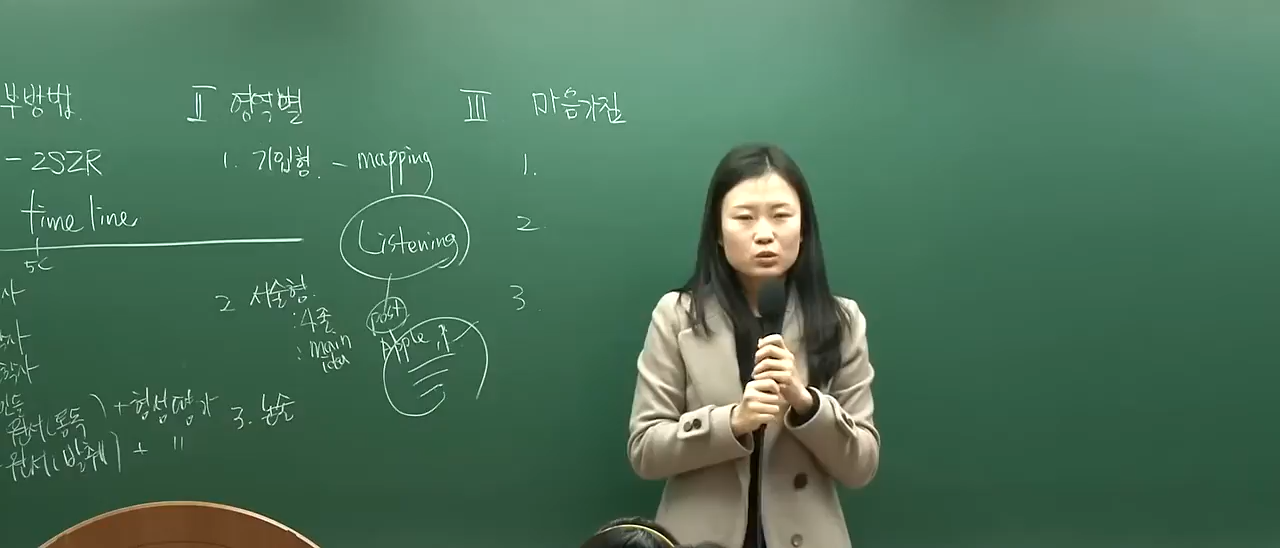 부방법
- 2S2R
time line
5C
원서(통독) + 형성평가
원서(발췌) + "
II 영역별
1. 기입형 - mapping
Listening
2 서술형
: 4줄
: main idea
post
Apple
3. 논술
III 마음가짐
1.
2.
3.